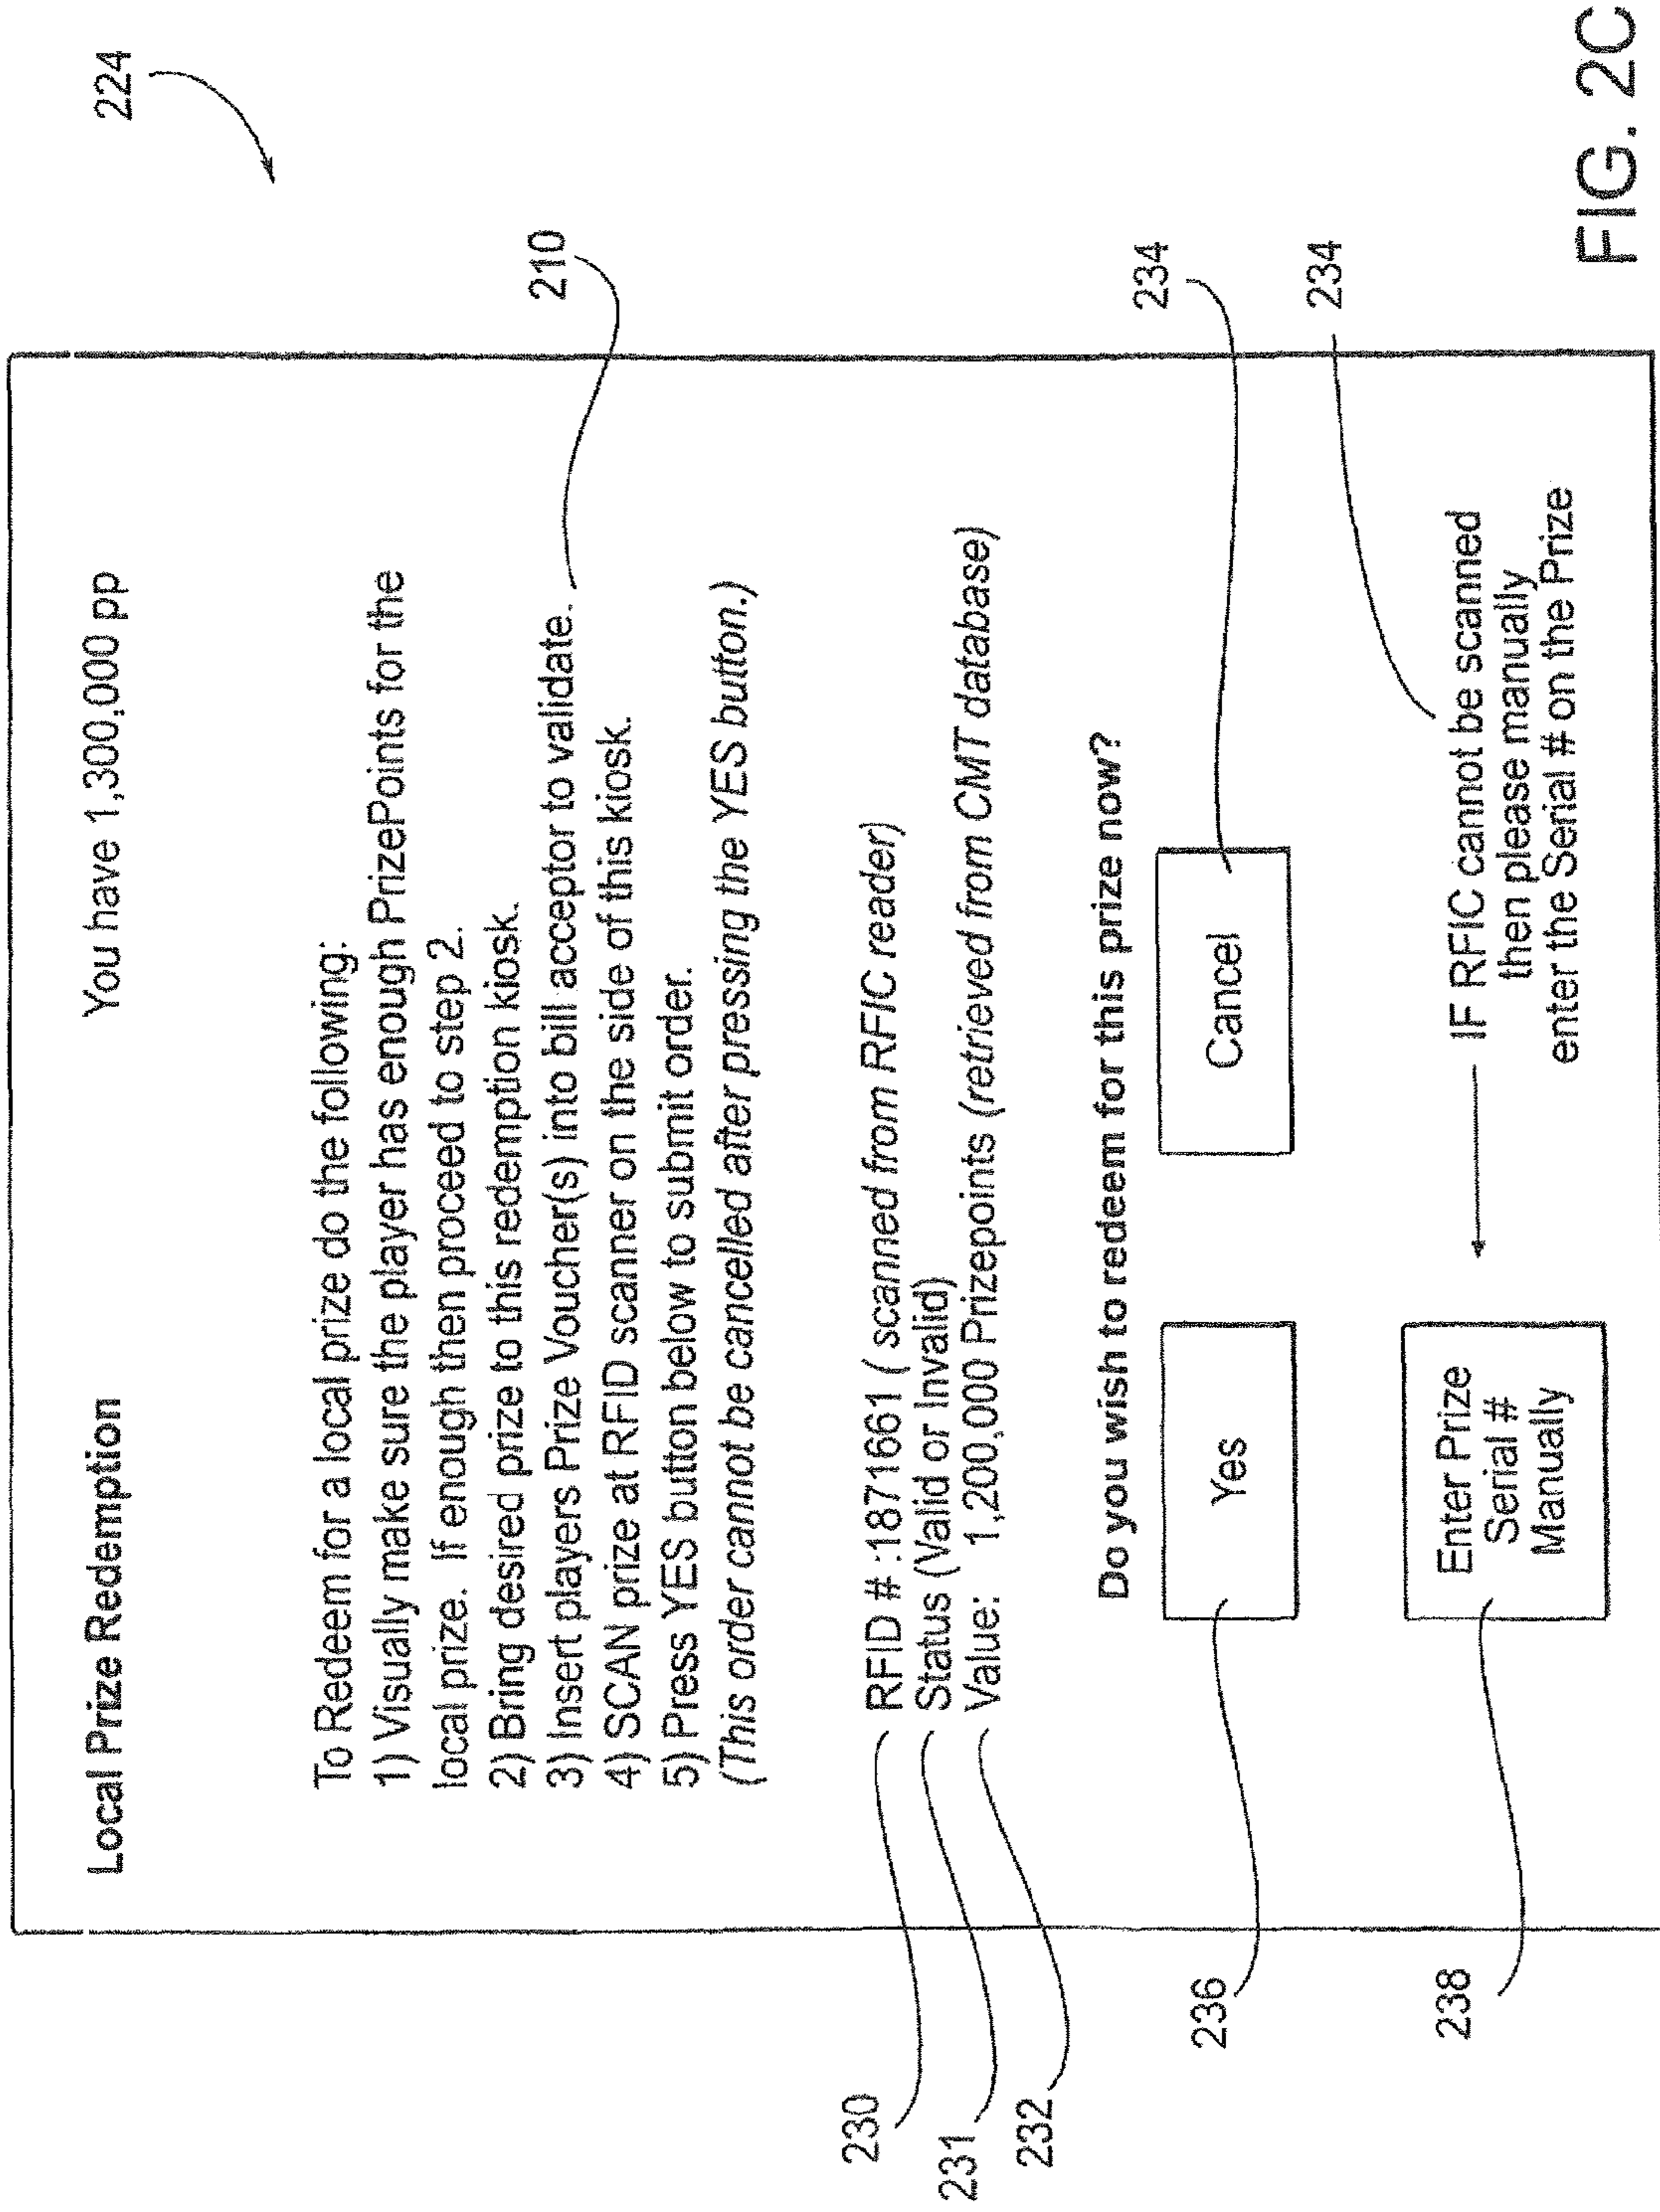 224
Local Prize Redemption
You have 1,300,000 pp
To Redeem for a local prize do the following:
1) Visually make sure the player has enough PrizePoints for the
local prize. If enough then proceed to step 2.
2) Bring desired prize to this redemption kiosk.
3) Insert players Prize Voucher(s) into bill acceptor to validate.
210
4) SCAN prize at RFID scanner on the side of this kiosk.
5) Press YES button below to submit order.
(This order cannot be cancelled after pressing the YES button.)
230
RFID # :1871661 ( scanned from RFIC reader)
231
Status (Valid or Invalid)
232
Value: 1,200,000 Prizepoints (retrieved from CMT database)
Do you wish to redeem for this prize now?
236
Yes
Cancel
234
238
Enter Prize
Serial #
Manually
IF RFIC cannot be scanned
then please manually
enter the Serial # on the Prize
234
FIG. 2C